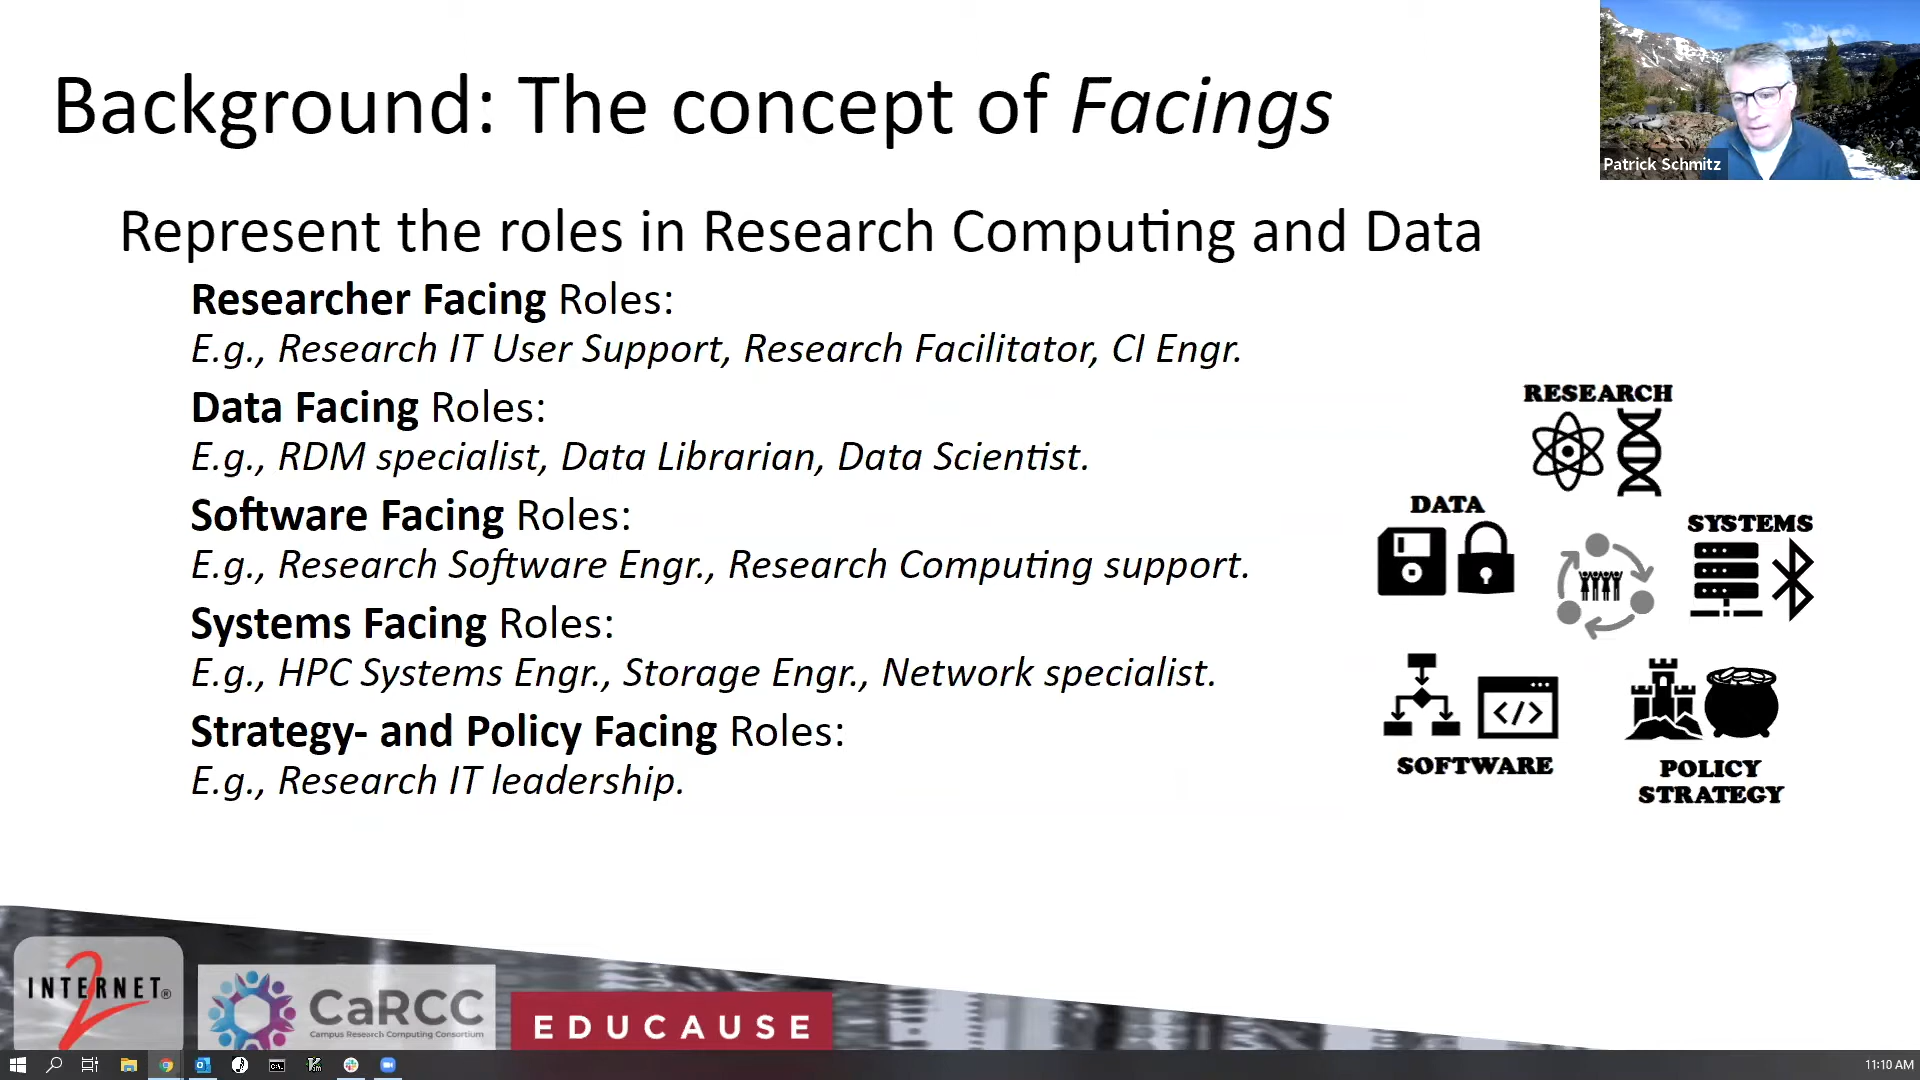 Background: The concept of Facings
Patrick Schmitz
Represent the roles in Research Computing and Data
Researcher Facing Roles:
E.g., Research IT User Support, Research Facilitator, CI Engr.
Data Facing Roles:
E.g., RDM specialist, Data Librarian, Data Scientist.
Software Facing Roles:
E.g., Research Software Engr., Research Computing support.
Systems Facing Roles:
E.g., HPC Systems Engr., Storage Engr., Network specialist.
Strategy- and Policy Facing Roles:
E.g., Research IT leadership.
RESEARCH
DATA
SYSTEMS
SOFTWARE
POLICY
STRATEGY
INTERNET2®
CaRCC
Campus Research Computing Consortium
EDUCAUSE
11:10 AM